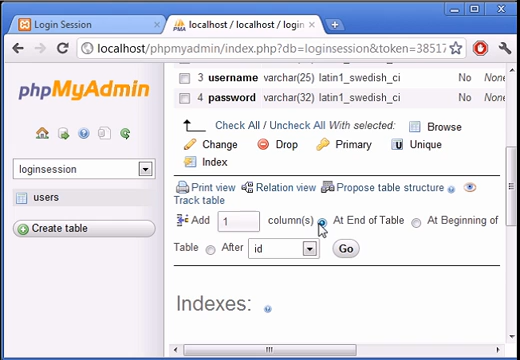 Login Session
localhost / localhost / login
localhost/phpmyadmin/index.php?db=loginsession&token=38517
phpMyAdmin
loginsession
users
Create table
3 username varchar(25) latin1_swedish_ci No None
4 password varchar(32) latin1_swedish_ci No None
Check All / Uncheck All With selected: Browse
Change Drop Primary Unique
Index
Print view Relation view Propose table structure
Track table
Add 1 column(s) At End of Table At Beginning of
Table After id Go
Indexes: